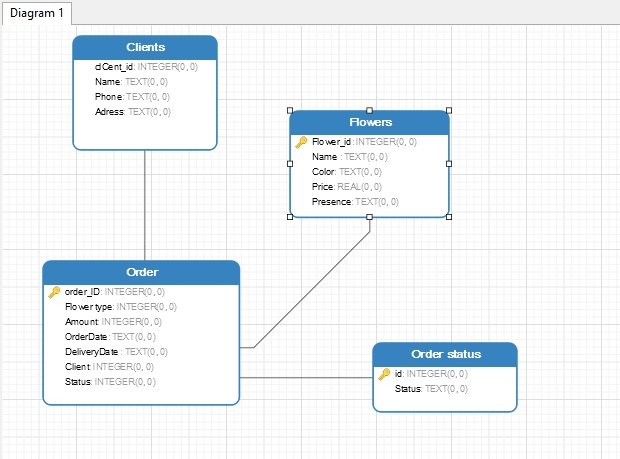 Diagram 1
Clients
clCent_id: INTEGER(0, 0)
Name: TEXT(0, 0)
Phone: TEXT(0, 0)
Adress: TEXT(0, 0)
Flowers
Flower_id: INTEGER(0, 0)
Name : TEXT(0, 0)
Color: TEXT(0, 0)
Price: REAL(0, 0)
Presence: TEXT(0, 0)
Order
order_ID: INTEGER(0, 0)
Flower type: INTEGER(0, 0)
Amount: INTEGER(0, 0)
OrderDate: TEXT(0, 0)
DeliveryDate : TEXT(0, 0)
Client: INTEGER(0, 0)
Status: INTEGER(0, 0)
Order status
id: INTEGER(0, 0)
Status: TEXT(0, 0)